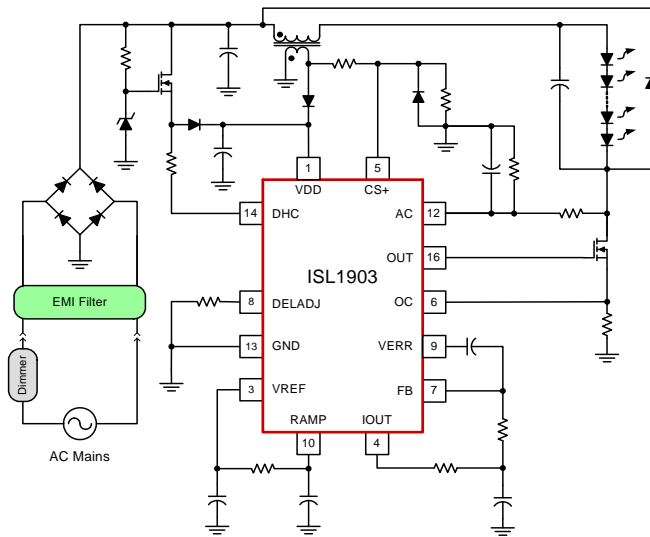 1
5
VDD
CS+
14
DHC
AC
12
OUT
16
ISL1903
EMI Filter
8
DELADJ
OC
6
13
GND
VERR
9
Dimmer
3
VREF
FB
7
RAMP
IOUT
10
4
AC Mains